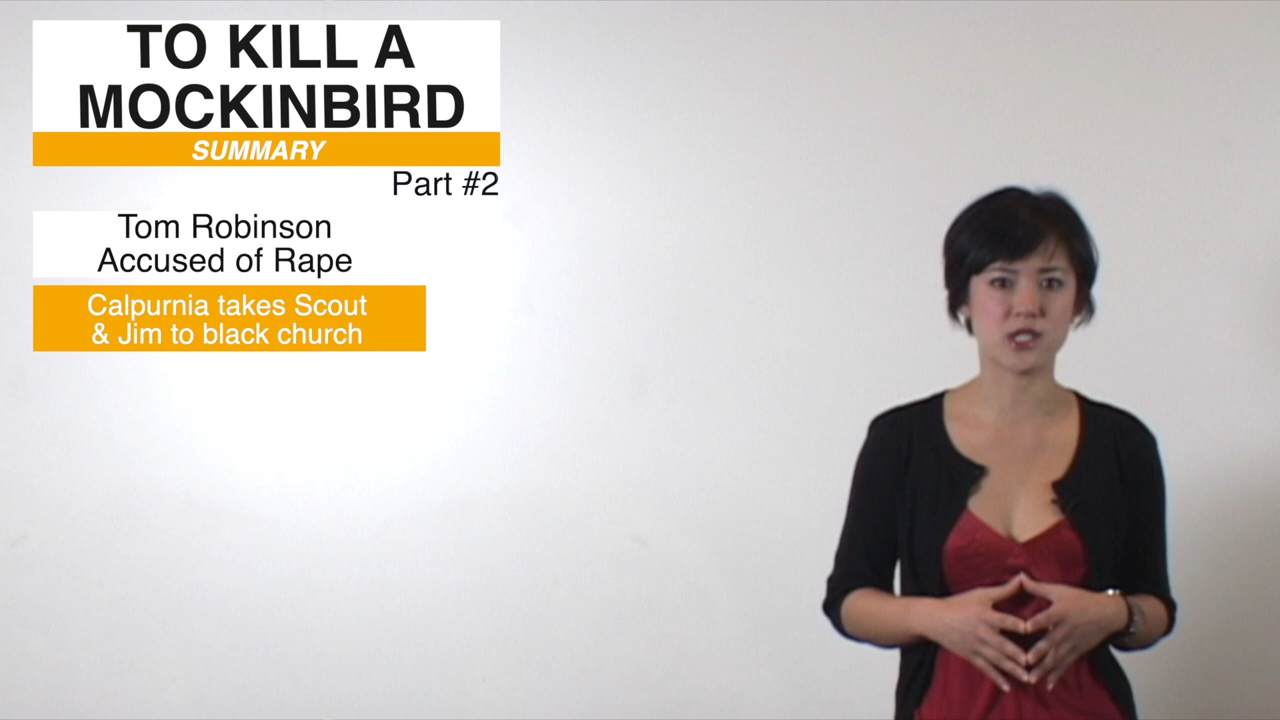 TO KILL A
MOCKINBIRD
SUMMARY
Part #2
Tom Robinson
Accused of Rape
Calpurnia takes Scout
& Jim to black church